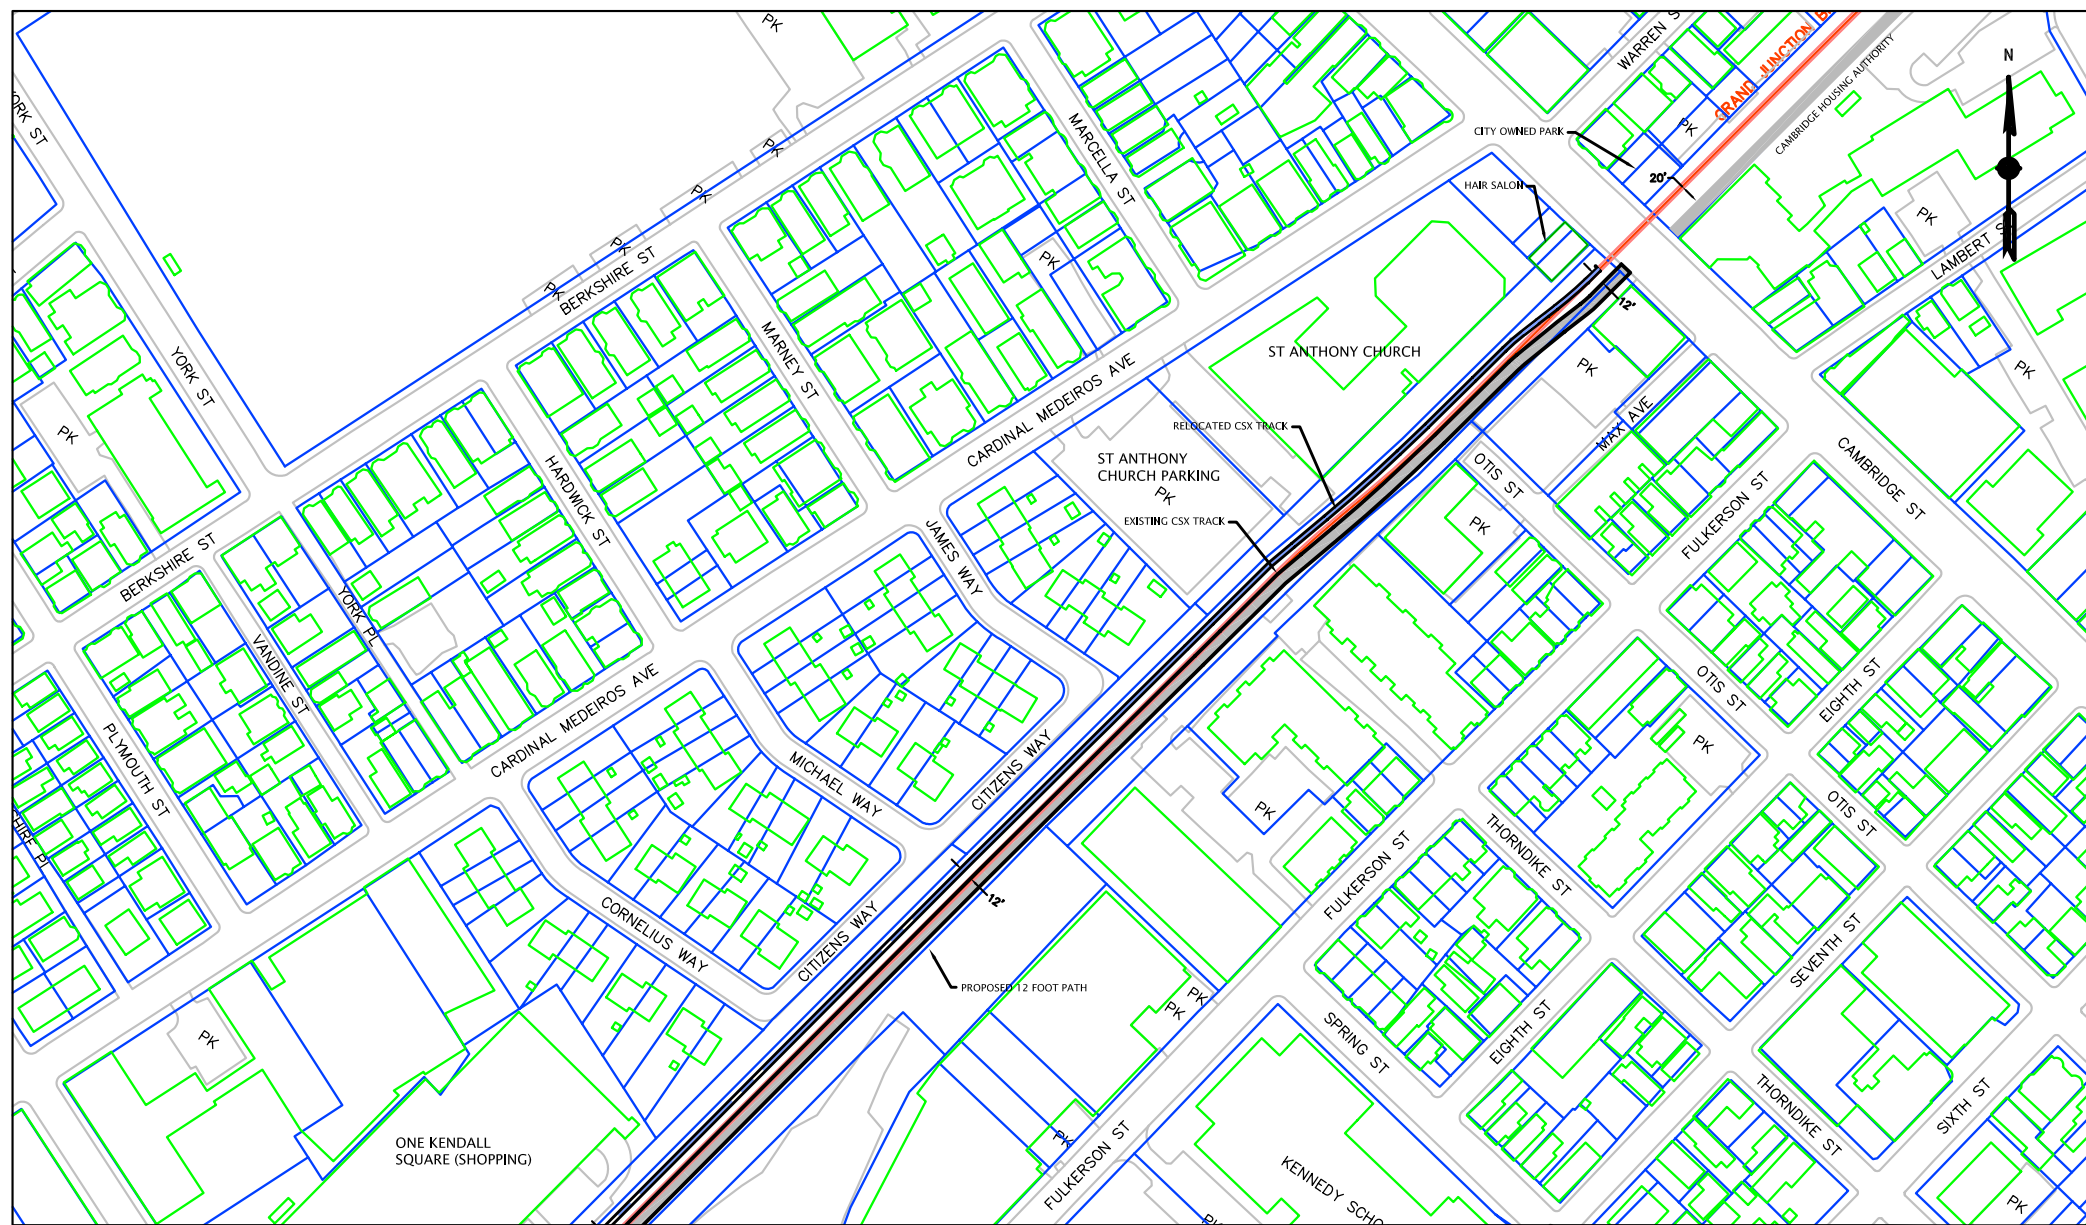 PK
WARREN S
GRAND JUNCTION B
CAMBRIDGE HOUSING AUTHORITY
N
YORK ST
MARCELLA ST
CITY OWNED PARK
PK
PK
20'
HAIR SALON
PK
PK
LAMBERT S
PK
BERKSHIRE ST
PK
PK
12'
YORK ST
MARNEY ST
ST ANTHONY CHURCH
PK
PK
CARDINAL MEDEIROS AVE
MAX AVE
RELOCATED CSX TRACK
PK
HARDWICK ST
ST ANTHONY
CHURCH PARKING
PK
OTIS ST
CAMBRIDGE ST
EXISTING CSX TRACK
PK
FULKERSON ST
BERKSHIRE ST
JAMES WAY
YORK PL
VANDINE ST
OTIS ST
EIGHTH ST
CARDINAL MEDEIROS AVE
PLYMOUTH ST
PK
MICHAEL WAY
CITIZENS WAY
PK
OTIS ST
SHIRE PL
THORNDIKE ST
FULKERSON ST
12'
CORNELIUS WAY
CITIZENS WAY
SEVENTH ST
PROPOSED 12 FOOT PATH
PK
PK
PK
SPRING ST
EIGHTH ST
THORNDIKE ST
SIXTH ST
ONE KENDALL
SQUARE (SHOPPING)
PK
FULKERSON ST
KENNEDY SCHO
PK
PK